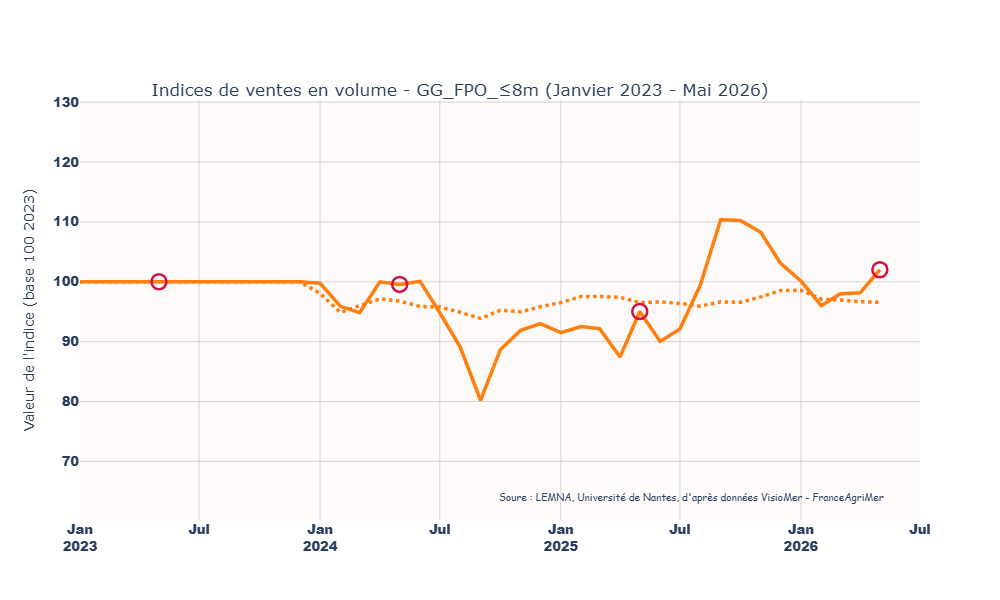 Indices de ventes en volume - GG_FPO_≤8m (Janvier 2023 - Mai 2026)
Valeur de l'indice (base 100 2023)
130
120
110
100
90
80
70
Soure : LEMNA, Université de Nantes, d'après données VisioMer - FranceAgriMer
Jan Jul Jan Jul Jan Jul Jan Jul
2023 2024 2025 2026